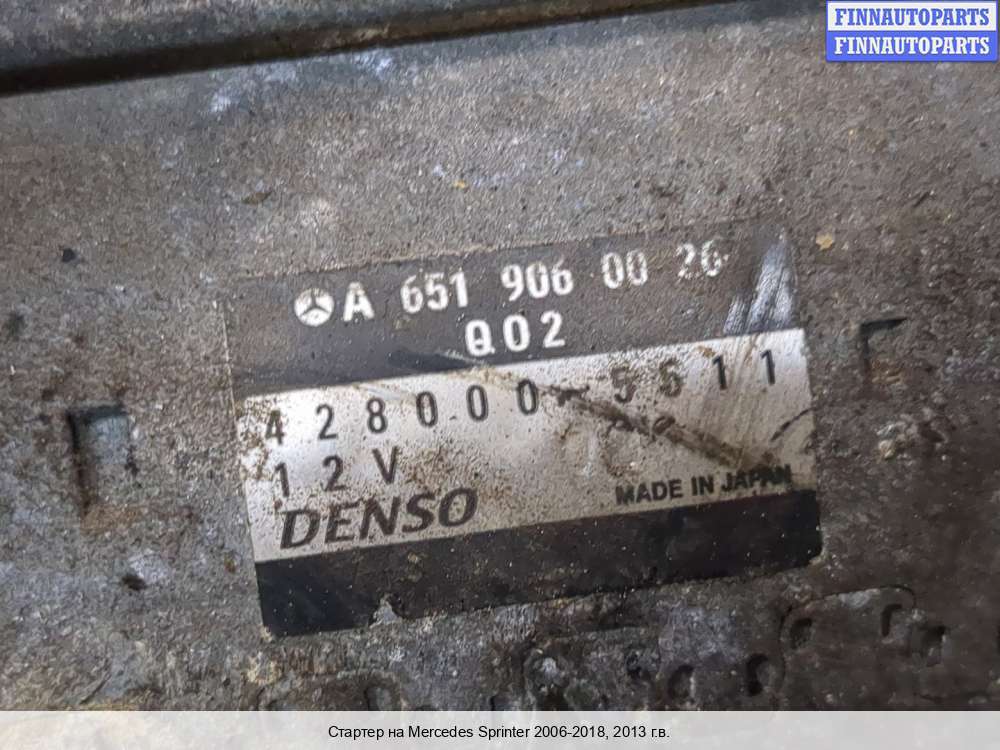 FINNAUTOPARTS
FINNAUTOPARTS
A 651 906 00 26
Q02
428000-5611
12V
DENSO
MADE IN JAPAN
Стартер на Mercedes Sprinter 2006-2018, 2013 г.в.